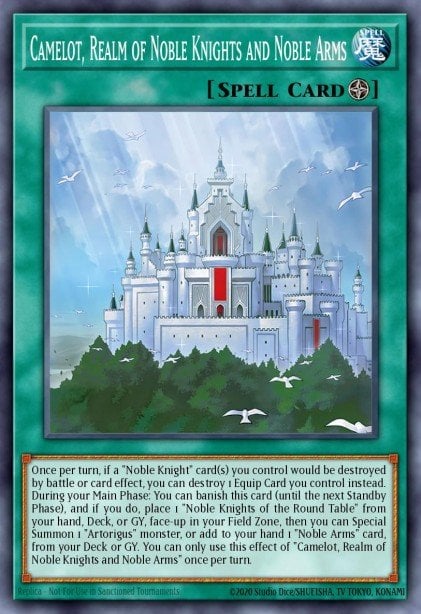 Camelot, Realm of Noble Knights and Noble Arms
SPELL
魔
[Spell Card]
Once per turn, if a "Noble Knight" card(s) you control would be destroyed
by battle or card effect, you can destroy 1 Equip Card you control instead.
During your Main Phase: You can banish this card (until the next Standby
Phase), and if you do, place 1 "Noble Knights of the Round Table" from
your hand, Deck, or GY, face-up in your Field Zone, then you can Special
Summon 1 "Artorigus" monster, or add to your hand 1 "Noble Arms" card,
from your Deck or GY. You can only use this effect of "Camelot, Realm of
Noble Knights and Noble Arms" once per turn.
Replica - Not For Use in Sanctioned Tournaments
©2020 Studio Dice/SHUEISHA, TV TOKYO, KONAMI